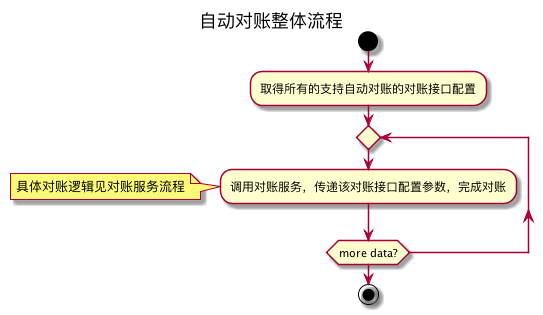 自动对账整体流程
取得所有的支持自动对账的对账接口配置
具体对账逻辑见对账服务流程
调用对账服务，传递该对账接口配置参数，完成对账
more data?